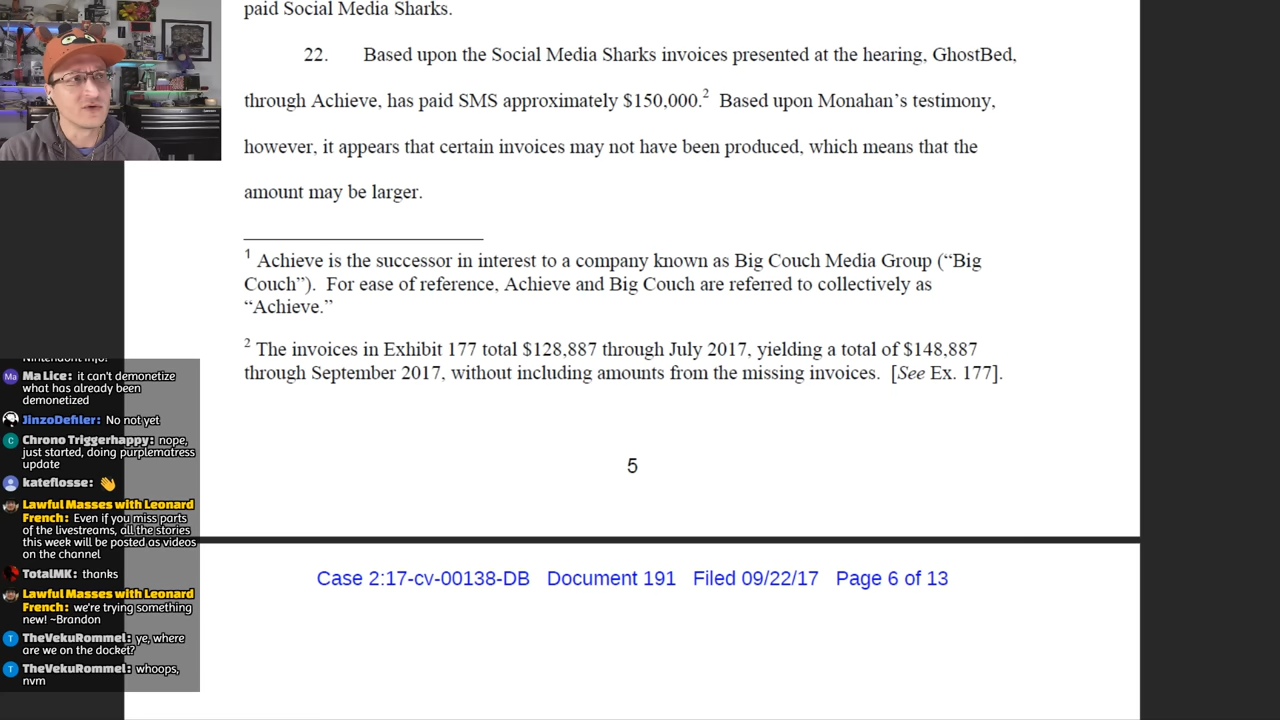 paid Social Media Sharks.
22. Based upon the Social Media Sharks invoices presented at the hearing, GhostBed,
through Achieve, has paid SMS approximately $150,000.2 Based upon Monahan's testimony,
however, it appears that certain invoices may not have been produced, which means that the
amount may be larger.
1 Achieve is the successor in interest to a company known as Big Couch Media Group ("Big
Couch"). For ease of reference, Achieve and Big Couch are referred to collectively as
"Achieve."
2 The invoices in Exhibit 177 total $128,887 through July 2017, yielding a total of $148,887
through September 2017, without including amounts from the missing invoices. [See Ex. 177].
5
Case 2:17-cv-00138-DB Document 191 Filed 09/22/17 Page 6 of 13
Ma Ma Lice: it can't demonetize
what has already been
demonetized
JinzoDefiler: No not yet
C Chrono Triggerhappy: nope,
just started, doing purplematress
update
kateflosse: 👋
Lawful Masses with Leonard
French: Even if you miss parts
of the livestreams, all the stories
this week will be posted as videos
on the channel
TotalMK: thanks
Lawful Masses with Leonard
French: we're trying something
new! ~Brandon
T TheVekuRommel: ye, where
are we on the docket?
T TheVekuRommel: whoops,
nvm